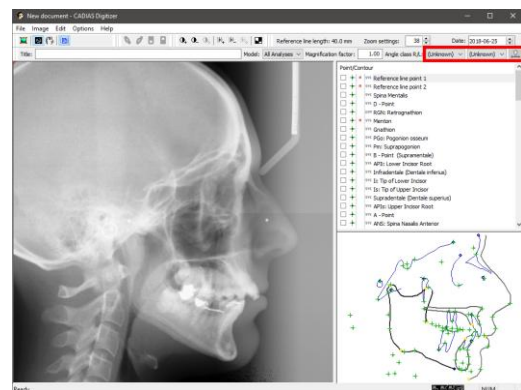 New document - CADIAS Digitizer
File Image Edit Options Help
Reference line length: 40.0 mm Zoom settings: 38 Date: 2018-06-25
Title: Model: All Analyses Magnification factor: 1.00 Angle class R/L: (Unknown) (Unknown)
Point/Contour
Reference line point 1
Reference line point 2
Spina Mentalis
D - Point
RGN: Retrognathion
Menton
Gnathion
PGo: Pogonion osseum
Pm: Suprapogonion
B - Point (Supramentale)
APIi: Lower Incisor Root
Infradentale (Dentale inferius)
Ii: Tip of Lower Incisor
Is: Tip of Upper Incisor
Supradentale (Dentale superius)
APIs: Upper Incisor Root
A - Point
ANS: Spina Nasalis Anterior
Ready
NUM